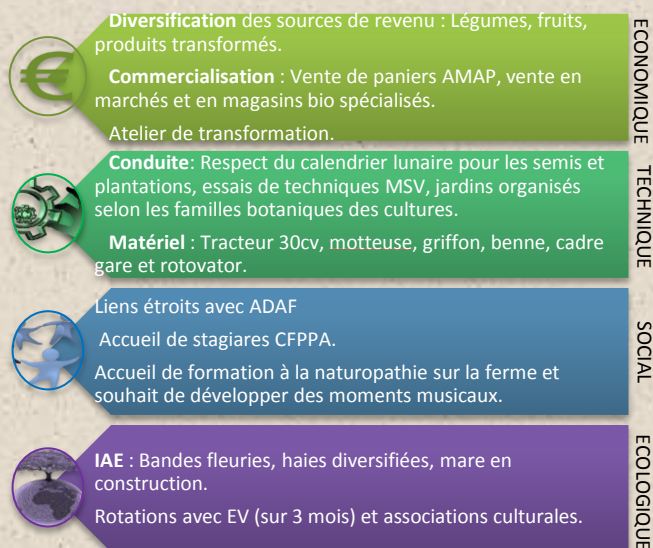 Diversification des sources de revenu : Légumes, fruits,
produits transformés.
Commercialisation : Vente de paniers AMAP, vente en
marchés et en magasins bio spécialisés.
Atelier de transformation.
ECONOMIQUE
Conduite: Respect du calendrier lunaire pour les semis et
plantations, essais de techniques MSV, jardins organisés
selon les familles botaniques des cultures.
Matériel : Tracteur 30cv, motteuse, griffon, benne, cadre
gare et rotovator.
TECHNIQUE
Liens étroits avec ADAF
Accueil de stagiares CFPPA.
Accueil de formation à la naturopathie sur la ferme et
souhait de développer des moments musicaux.
SOCIAL
IAE : Bandes fleuries, haies diversifiées, mare en
construction.
Rotations avec EV (sur 3 mois) et associations culturales.
ECOLOGIQUE